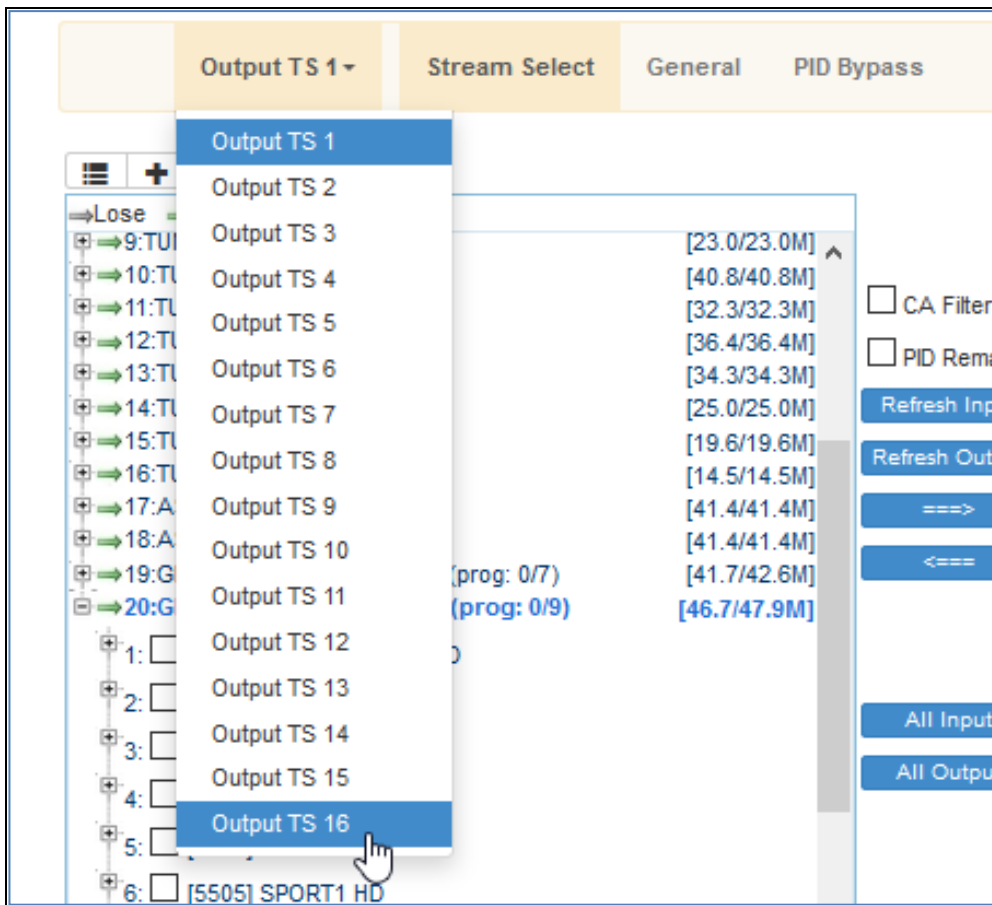 Output TS 1 Stream Select General PID Bypass
Output TS 1
Output TS 2
Output TS 3
Output TS 4
Output TS 5
Output TS 6
Output TS 7
Output TS 8
Output TS 9
Output TS 10
Output TS 11
Output TS 12
Output TS 13
Output TS 14
Output TS 15
Output TS 16
Lose
9:TU [23.0/23.0M]
10:TU [40.8/40.8M]
11:TU [32.3/32.3M]
12:TU [36.4/36.4M]
13:TU [34.3/34.3M]
14:TU [25.0/25.0M]
15:TU [19.6/19.6M]
16:TU [14.5/14.5M]
17:A [41.4/41.4M]
18:A [41.4/41.4M]
19:G (prog: 0/7) [41.7/42.6M]
20:G (prog: 0/9) [46.7/47.9M]
1:
2:
3:
4:
5:
6: [5505] SPORT1 HD
CA Filter
PID Rema
Refresh Inp
Refresh Out
===>
<===
All Input
All Outpu